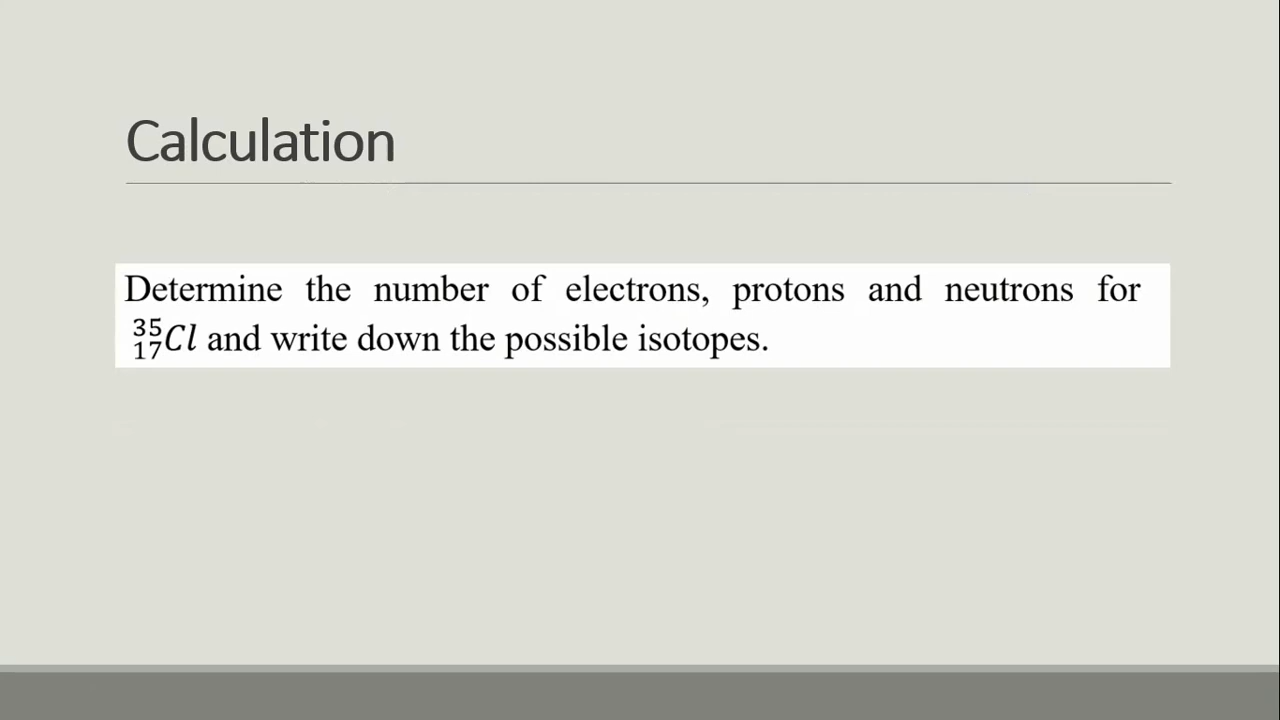 Calculation
Determine the number of electrons, protons and neutrons for
³⁵₁₇Cl and write down the possible isotopes.